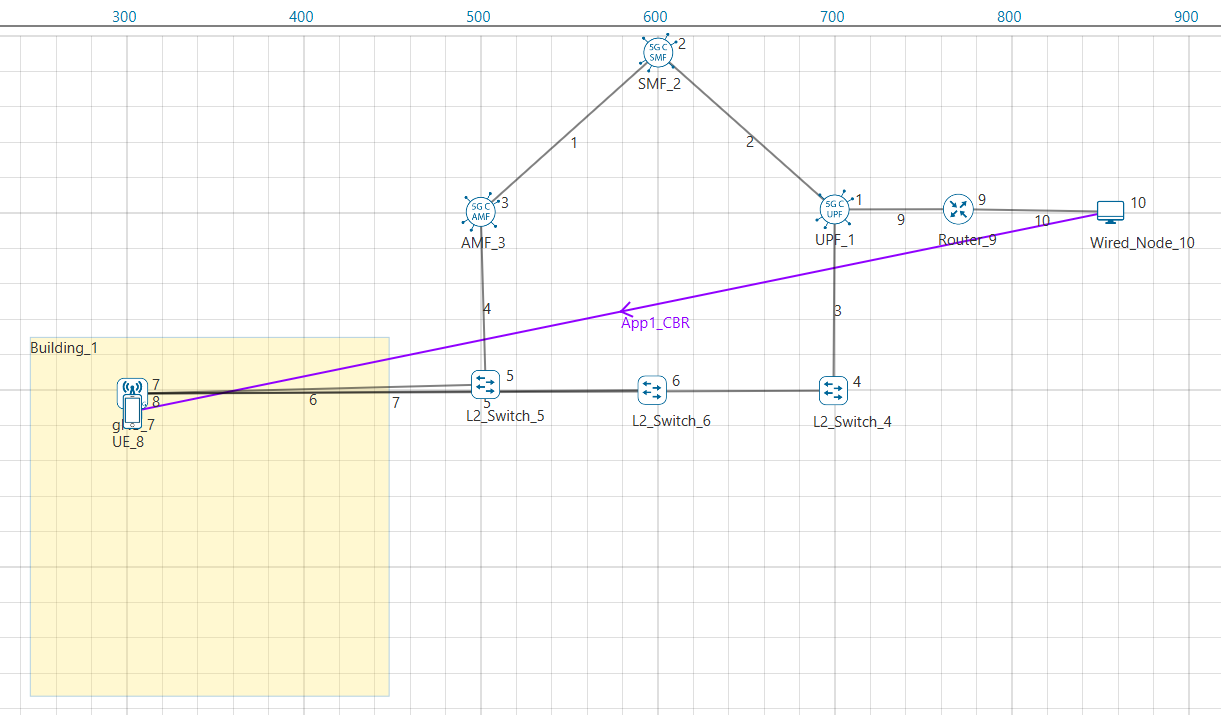 300 400 500 600 700 800 900
5G C
SMF
2
SMF_2
1
2
5G C
AMF
3
AMF_3
5G C
UPF
1
UPF_1
9
9
Router_9
10
10
Wired_Node_10
4
3
App1_CBR
Building_1
7
8
UE_8
6
7
5
5
L2_Switch_5
6
L2_Switch_6
4
L2_Switch_4